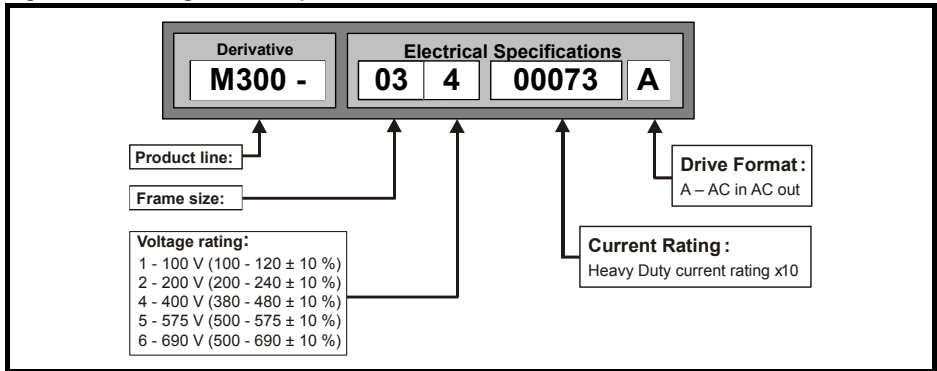 Derivative
M300 -
Electrical Specifications
03 4 00073 A
Product line:
Frame size:
Voltage rating:
1 - 100 V (100 - 120 ± 10 %)
2 - 200 V (200 - 240 ± 10 %)
4 - 400 V (380 - 480 ± 10 %)
5 - 575 V (500 - 575 ± 10 %)
6 - 690 V (500 - 690 ± 10 %)
Drive Format:
A – AC in AC out
Current Rating:
Heavy Duty current rating x10